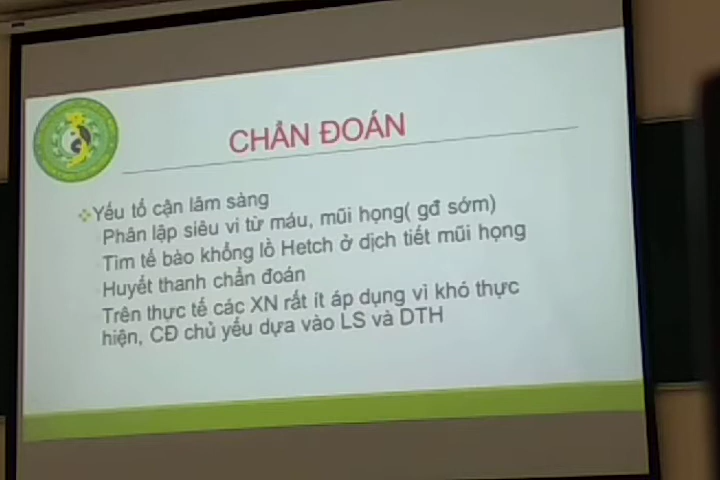 CHẨN ĐOÁN
Yếu tố cận lâm sàng
Phân lập siêu vi từ máu, mũi họng( gđ sớm)
Tìm tế bào khổng lồ Hetch ở dịch tiết mũi họng
Huyết thanh chẩn đoán
Trên thực tế các XN rất ít áp dụng vì khó thực
hiện, CĐ chủ yếu dựa vào LS và DTH